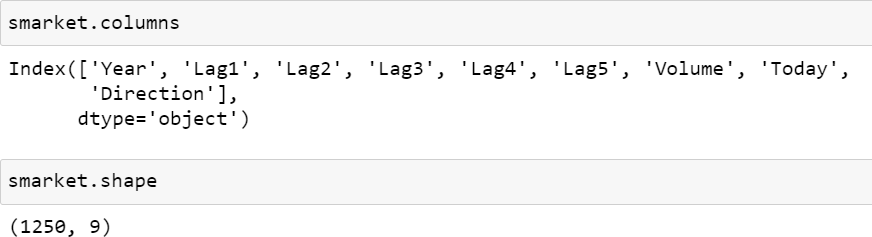 smarket.columns
Index(['Year', 'Lag1', 'Lag2', 'Lag3', 'Lag4', 'Lag5', 'Volume', 'Today',
       'Direction'],
      dtype='object')
smarket.shape
(1250, 9)